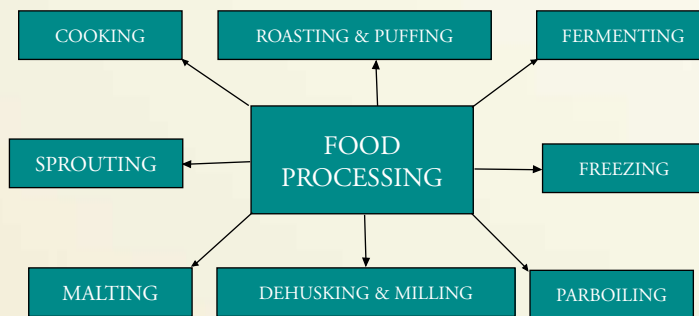 COOKING
ROASTING & PUFFING
FERMENTING
SPROUTING
FOOD
PROCESSING
FREEZING
MALTING
DEHUSKING & MILLING
PARBOILING